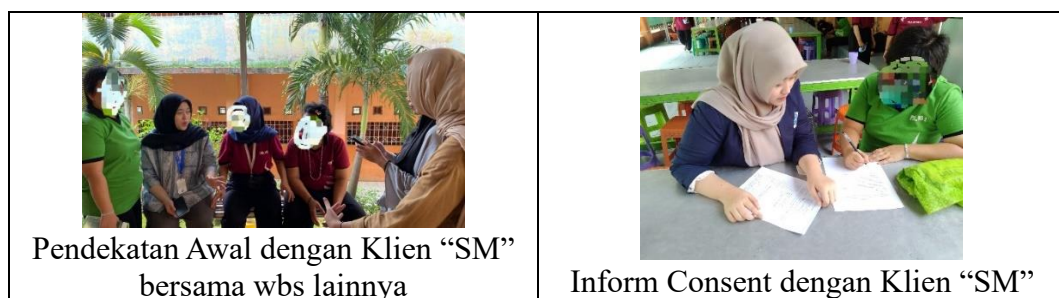 Pendekatan Awal dengan Klien “SM”
bersama wbs lainnya
Inform Consent dengan Klien “SM”